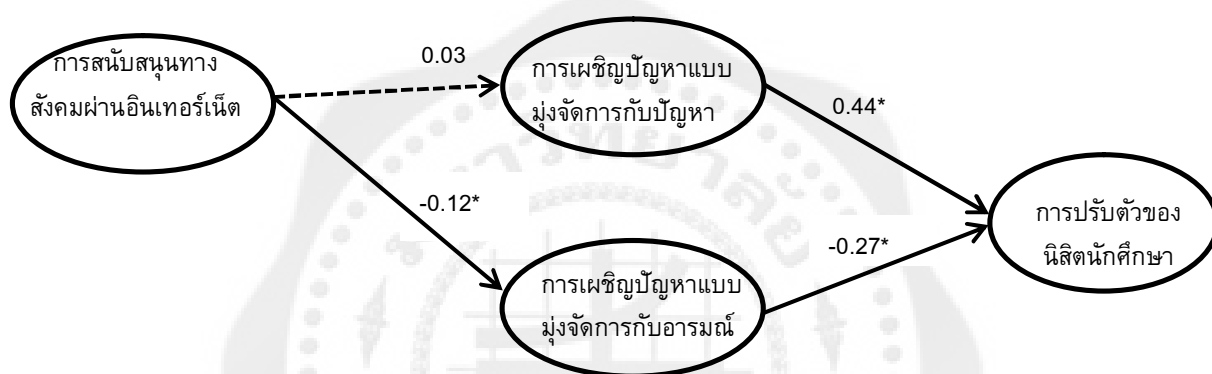 การสนับสนุนทาง
สังคมผ่านอินเทอร์เน็ต
0.03
การเผชิญปัญหาแบบ
มุ่งจัดการกับปัญหา
0.44*
-0.12*
การปรับตัวของ
นิสิตนักศึกษา
-0.27*
การเผชิญปัญหาแบบ
มุ่งจัดการกับอารมณ์